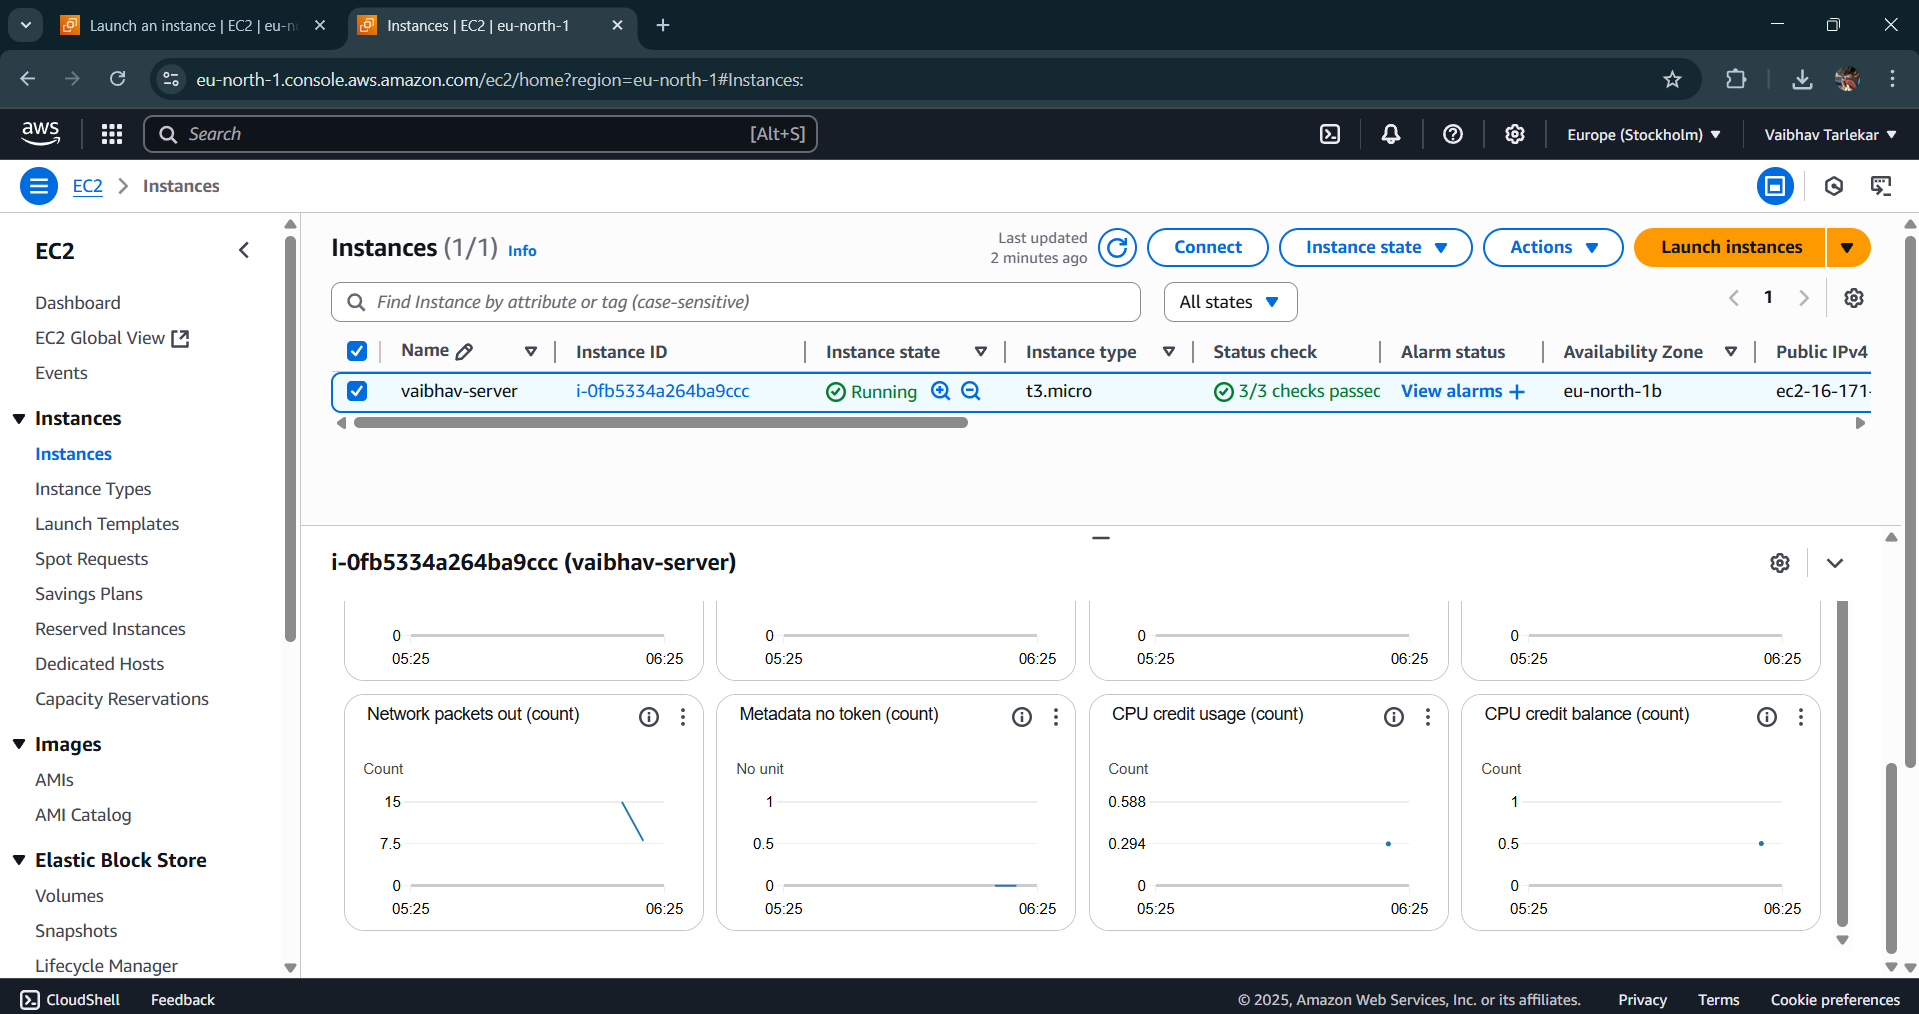 Launch an instance | EC2 | eu-n
Instances | EC2 | eu-north-1
eu-north-1.console.aws.amazon.com/ec2/home?region=eu-north-1#Instances:
aws
Search
[Alt+S]
Europe (Stockholm)
Vaibhav Tarlekar
EC2
Instances
EC2
Dashboard
EC2 Global View
Events
Instances
Instances
Instance Types
Launch Templates
Spot Requests
Savings Plans
Reserved Instances
Dedicated Hosts
Capacity Reservations
Images
AMIs
AMI Catalog
Elastic Block Store
Volumes
Snapshots
Lifecycle Manager
Instances (1/1) Info
Last updated
2 minutes ago
Connect
Instance state
Actions
Launch instances
Find Instance by attribute or tag (case-sensitive)
All states
1
Name
Instance ID
Instance state
Instance type
Status check
Alarm status
Availability Zone
Public IPv4
vaibhav-server
i-0fb5334a264ba9ccc
Running
t3.micro
3/3 checks passec
View alarms +
eu-north-1b
ec2-16-171-
i-0fb5334a264ba9ccc (vaibhav-server)
0
05:25
06:25
0
05:25
06:25
0
05:25
06:25
0
05:25
06:25
Network packets out (count)
Count
15
7.5
0
05:25
06:25
Metadata no token (count)
No unit
1
0.5
0
05:25
06:25
CPU credit usage (count)
Count
0.588
0.294
0
05:25
06:25
CPU credit balance (count)
Count
1
0.5
0
05:25
06:25
CloudShell
Feedback
© 2025, Amazon Web Services, Inc. or its affiliates.
Privacy
Terms
Cookie preferences